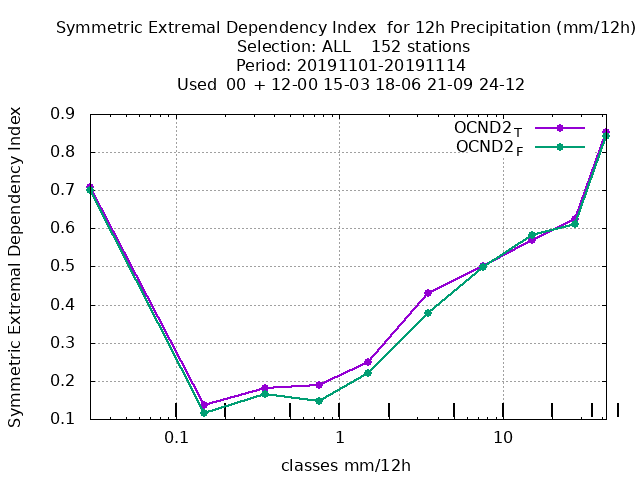 Symmetric Extremal Dependency Index  for 12h Precipitation (mm/12h)
Selection: ALL    152 stations
Period: 20191101-20191114
Used  00 + 12-00 15-03 18-06 21-09 24-12
Symmetric Extremal Dependency Index
0.9
0.8
0.7
0.6
0.5
0.4
0.3
0.2
0.1
OCND2T
OCND2F
0.1
1
10
classes mm/12h